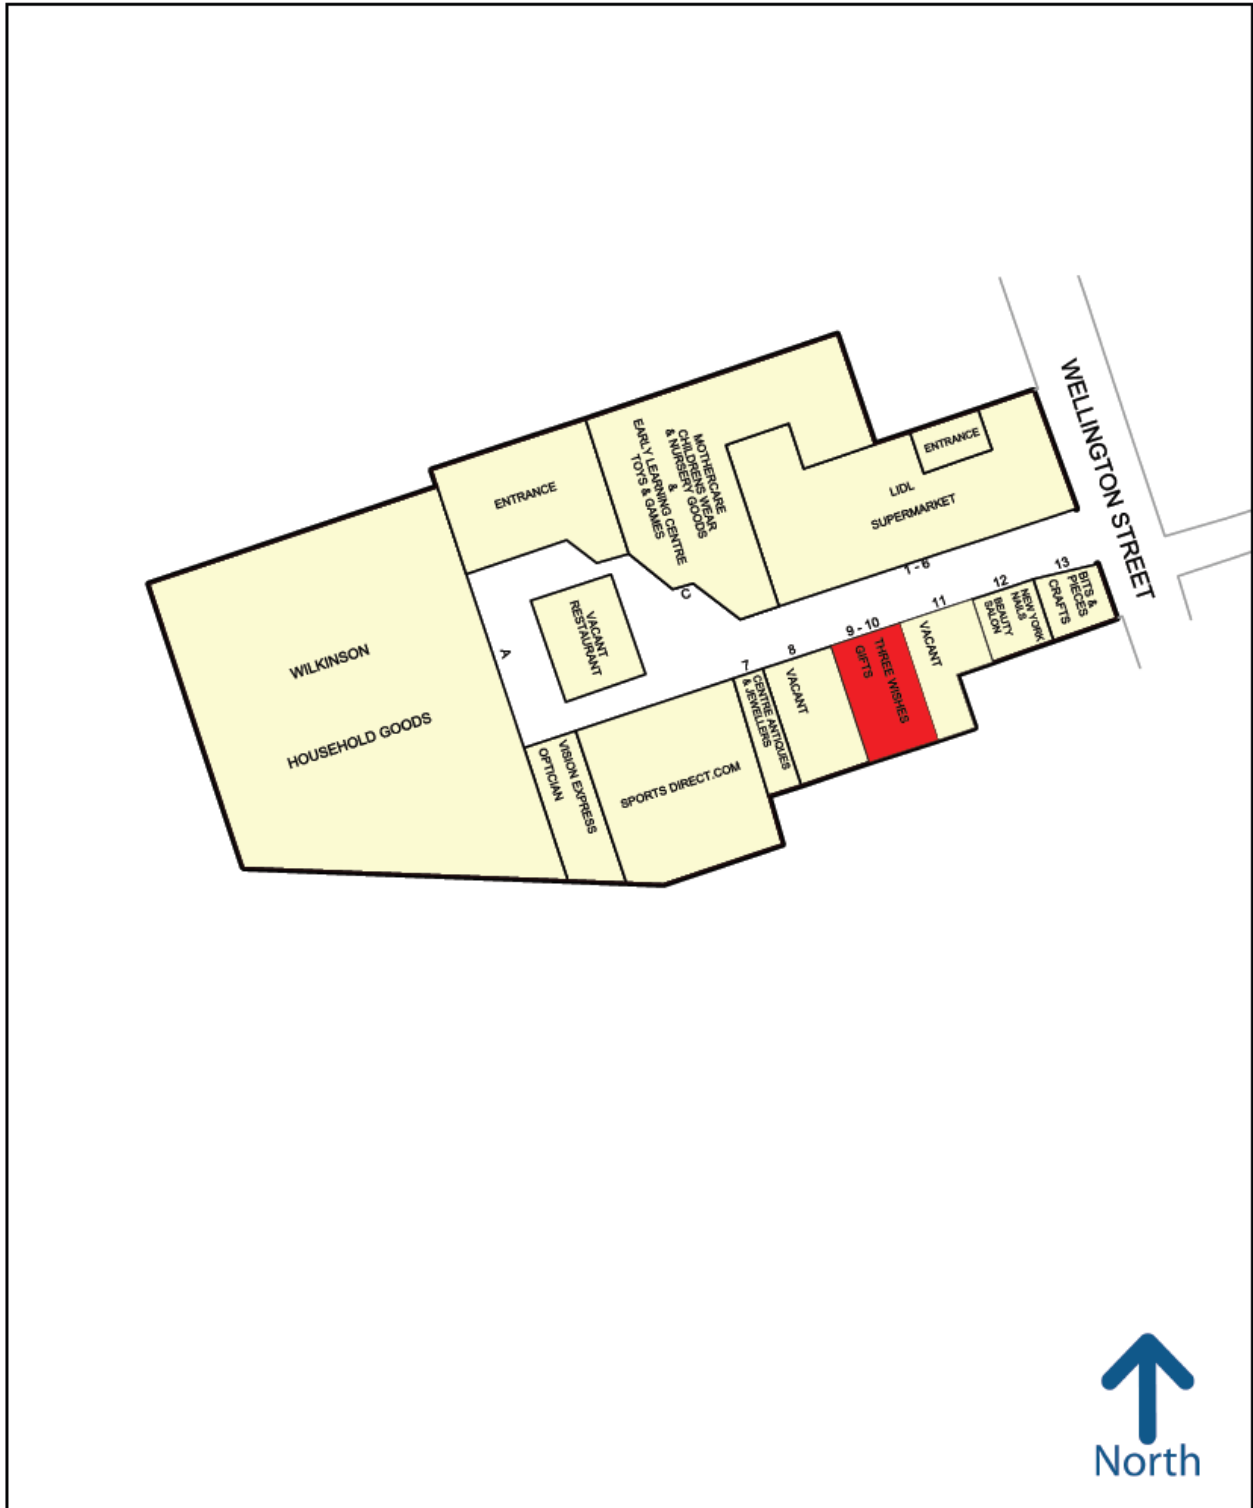 WELLINGTON STREET
ENTRANCE
LIDL
SUPERMARKET
1 - 6
MOTHERCARE
CHILDRENS WEAR
& NURSERY GOODS
&
EARLY LEARNING CENTRE
TOYS & GAMES
C
ENTRANCE
VACANT
RESTAURANT
A
WILKINSON
HOUSEHOLD GOODS
VISION EXPRESS
OPTICIAN
SPORTS DIRECT.COM
7
CENTRE ANTIQUES
& JEWELLERS
8
VACANT
9 - 10
THREE WISHES
GIFTS
11
VACANT
12
NEW YORK
NAILS
BEAUTY
SALON
13
BITS &
PIECES
CRAFTS
North